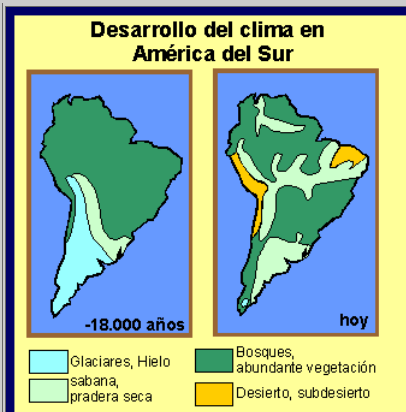 Desarrollo del clima en
América del Sur
-18.000 años
hoy
Glaciares, Hielo
sabana,
pradera seca
Bosques,
abundante vegetación
Desierto, subdesierto